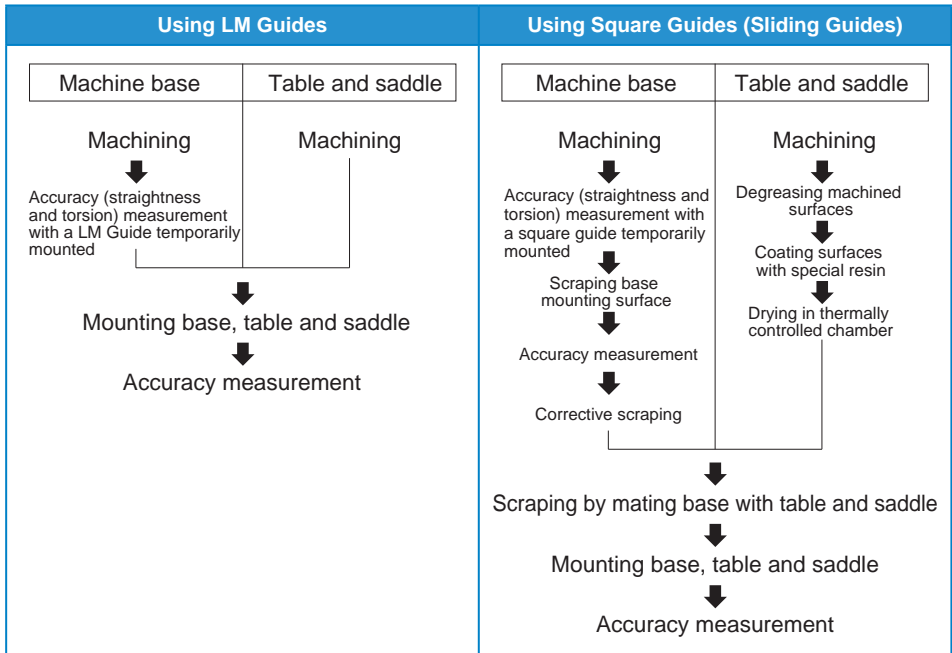 Using LM Guides
Machine base
Table and saddle
Machining
Accuracy (straightness
and torsion) measurement
with a LM Guide temporarily
mounted
Machining
Mounting base, table and saddle
Accuracy measurement
Using Square Guides (Sliding Guides)
Machine base
Table and saddle
Machining
Accuracy (straightness and
torsion) measurement with
a square guide temporarily
mounted
Scraping base
mounting surface
Accuracy measurement
Corrective scraping
Machining
Degreasing machined
surfaces
Coating surfaces
with special resin
Drying in thermally
controlled chamber
Scraping by mating base with table and saddle
Mounting base, table and saddle
Accuracy measurement